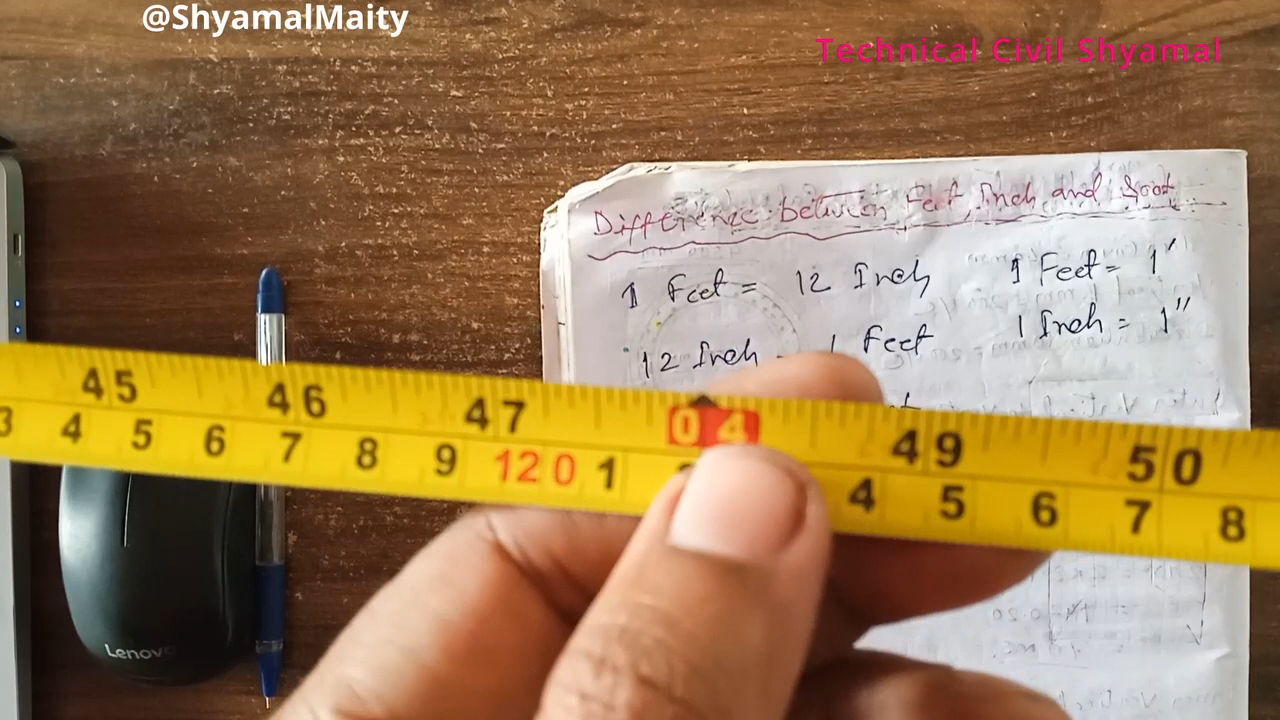 @ShyamalMaity
Technical Civil Shyamal
Difference between Feet, Inch and foot
1 Feet = 12 Inch 1 Feet = 1'
12 Inch = 1 Feet 1 Inch = 1"
45 46 47 04 49 50
3 4 5 6 7 8 9 120 1 4 5 6 7 8
Lenovo